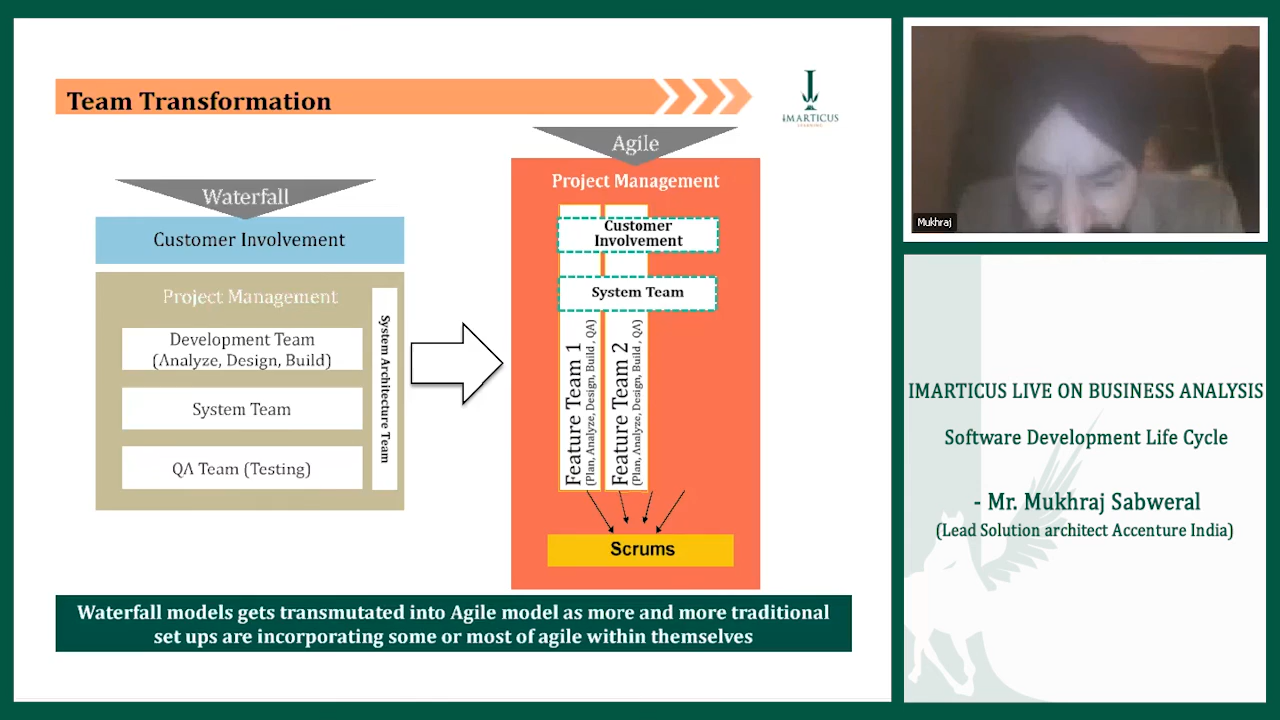 Team Transformation
IMARTICUS
LEARNING
Waterfall
Customer Involvement
Project Management
Development Team
(Analyze, Design, Build)
System Team
QA Team (Testing)
System Architecture Team
Agile
Project Management
Customer
Involvement
System Team
Feature Team 1
(Plan, Analyze, Design, Build , QA)
Feature Team 2
(Plan, Analyze, Design, Build , QA)
Scrums
Waterfall models gets transmutated into Agile model as more and more traditional
set ups are incorporating some or most of agile within themselves
Mukhraj
IMARTICUS LIVE ON BUSINESS ANALYSIS
Software Development Life Cycle
- Mr. Mukhraj Sabweral
(Lead Solution architect Accenture India)